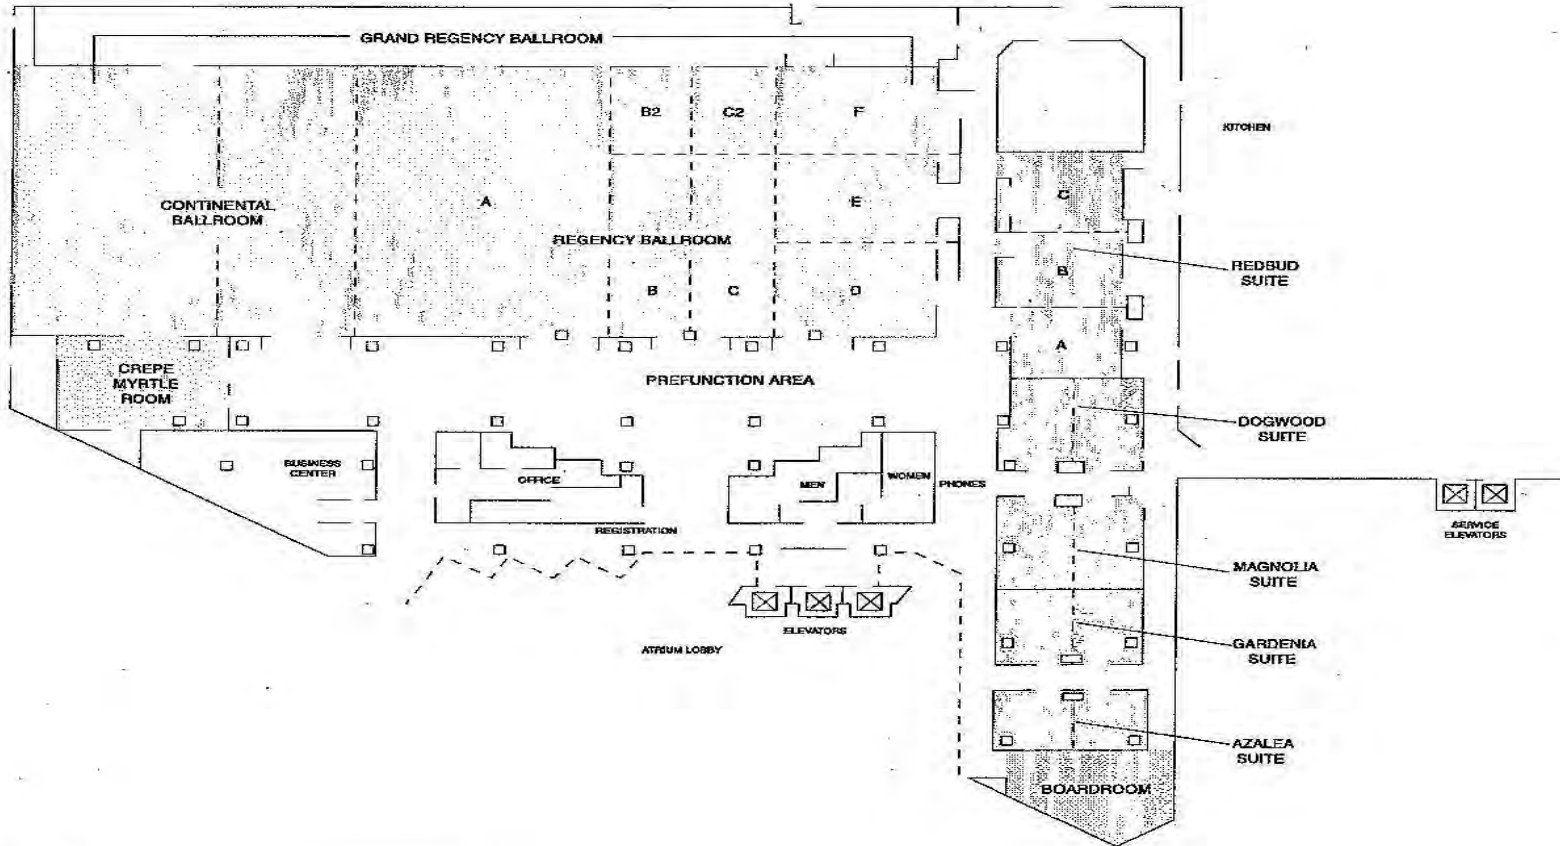 GRAND REGENCY BALLROOM
B2
C2
F
KITCHEN
CONTINENTAL
BALLROOM
A
E
C
REGENCY BALLROOM
B
C
D
B
REDBUD
SUITE
A
CREPE
MYRTLE
ROOM
PREFUNCTION AREA
DOGWOOD
SUITE
BUSINESS
CENTER
OFFICE
MEN
WOMEN
PHONES
REGISTRATION
SERVICE
ELEVATORS
MAGNOLIA
SUITE
ELEVATORS
ATRIUM LOBBY
GARDENIA
SUITE
AZALEA
SUITE
BOARDROOM